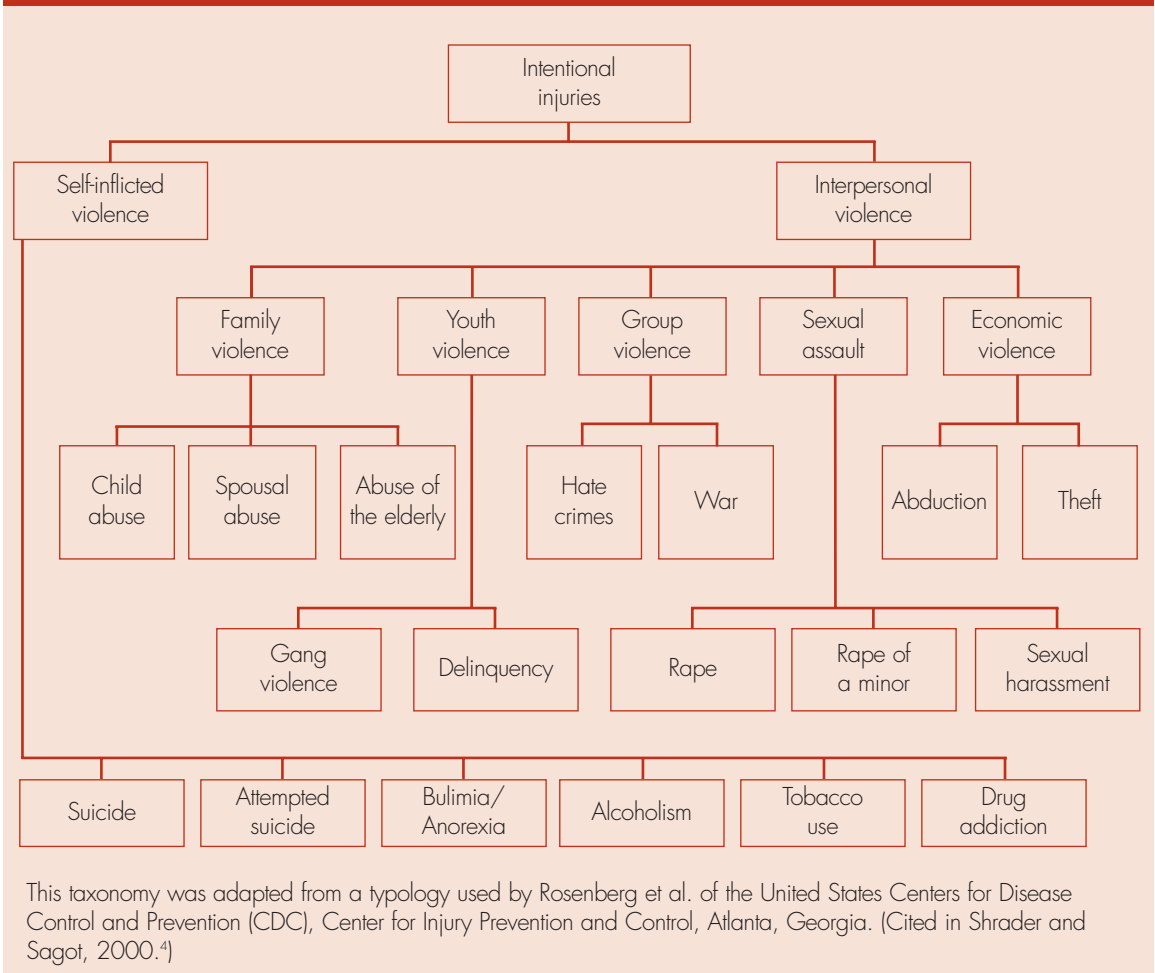 Intentional
injuries
Self-inflicted
violence
Interpersonal
violence
Family
violence
Youth
violence
Group
violence
Sexual
assault
Economic
violence
Child
abuse
Spousal
abuse
Abuse of
the elderly
Hate
crimes
War
Abduction
Theft
Gang
violence
Delinquency
Rape
Rape of
a minor
Sexual
harassment
Suicide
Attempted
suicide
Bulimia/
Anorexia
Alcoholism
Tobacco
use
Drug
addiction
This taxonomy was adapted from a typology used by Rosenberg et al. of the United States Centers for Disease
Control and Prevention (CDC), Center for Injury Prevention and Control, Atlanta, Georgia. (Cited in Shrader and
Sagot, 2000.⁴)